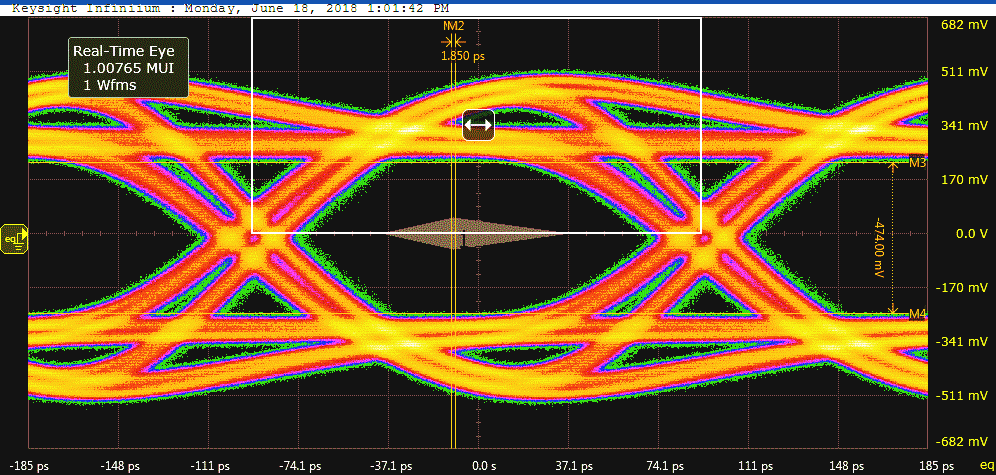 Keysight Infiniium : Monday, June 18, 2018 1:01:42 PM
M2
1.850 ps
Real-Time Eye
1.00765 MUI
1 Wfms
682 mV
511 mV
341 mV
M3
170 mV
eq
0.0 V
-474.00 mV
-170 mV
M4
-341 mV
-511 mV
-682 mV
-185 ps -148 ps -111 ps -74.1 ps -37.1 ps 0.0 s 37.1 ps 74.1 ps 111 ps 148 ps 185 ps eq